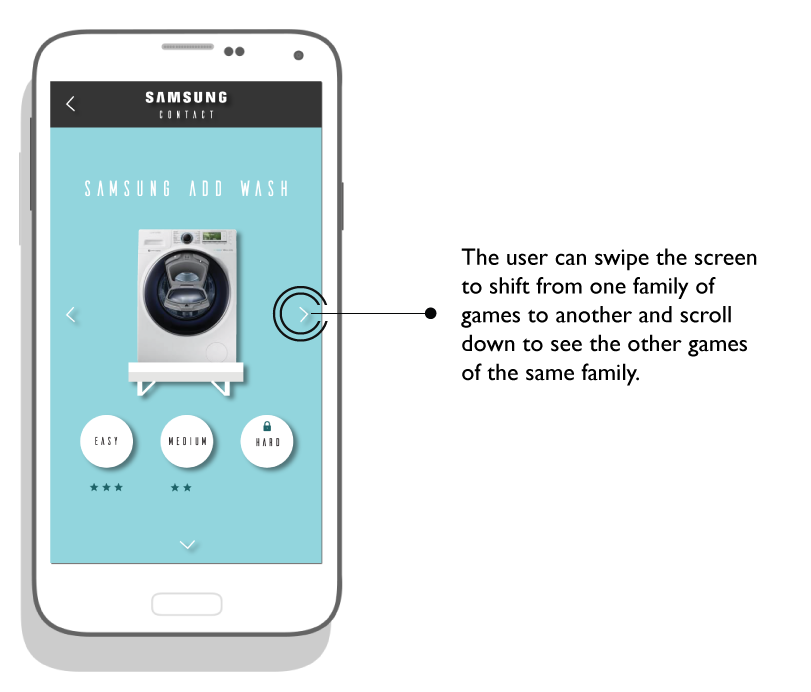 SAMSUNG
CONTACT
SAMSUNG ADD WASH
The user can swipe the screen
to shift from one family of
games to another and scroll
down to see the other games
of the same family.
EASY
MEDIUM
HARD